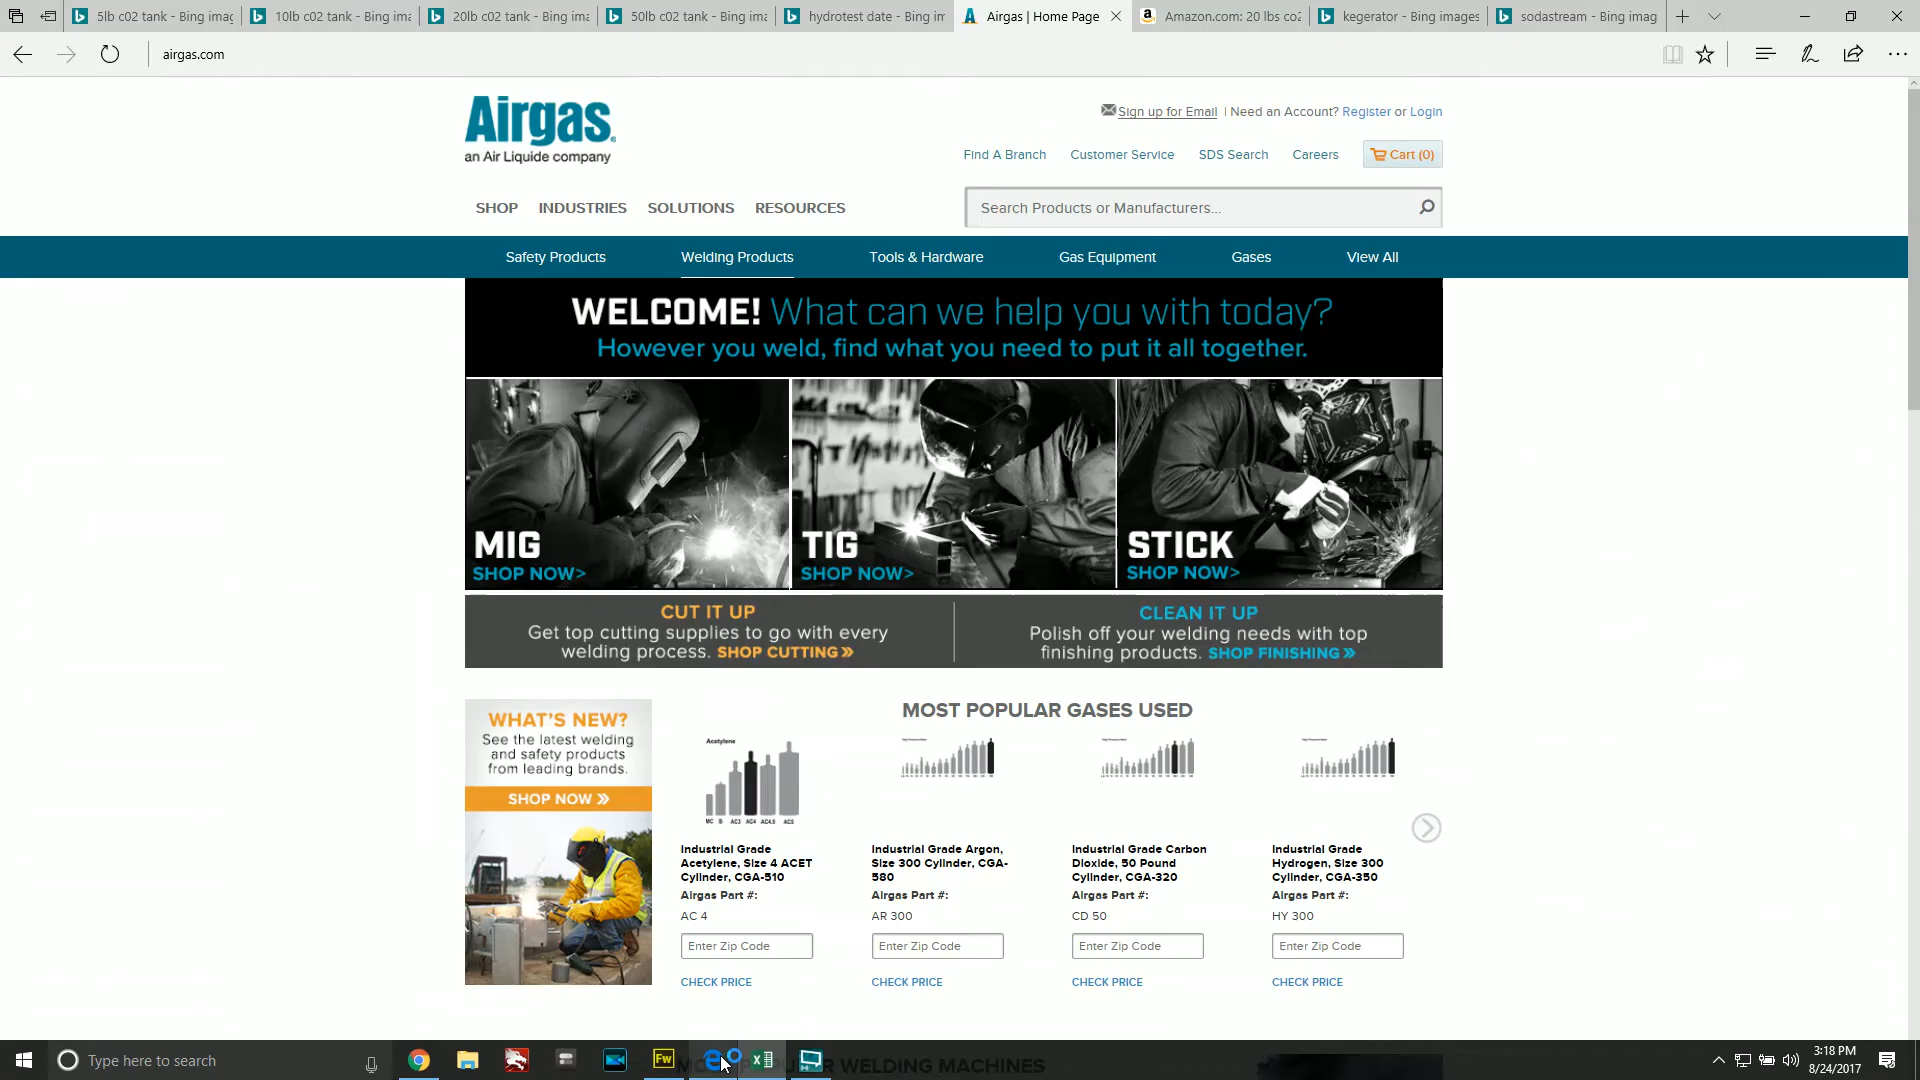 5lb c02 tank - Bing imag
10lb c02 tank - Bing ima
20lb c02 tank - Bing ima
50lb c02 tank - Bing ima
hydrotest date - Bing im
Airgas | Home Page
Amazon.com: 20 lbs co2
kegerator - Bing images
sodastream - Bing imag
airgas.com
Airgas
an Air Liquide company
Sign up for Email | Need an Account? Register or Login
Find A Branch Customer Service SDS Search Careers Cart (0)
SHOP INDUSTRIES SOLUTIONS RESOURCES
Search Products or Manufacturers...
Safety Products Welding Products Tools & Hardware Gas Equipment Gases View All
WELCOME! What can we help you with today?
However you weld, find what you need to put it all together.
MIG
SHOP NOW>
TIG
SHOP NOW>
STICK
SHOP NOW>
CUT IT UP
Get top cutting supplies to go with every
welding process. SHOP CUTTING »
CLEAN IT UP
Polish off your welding needs with top
finishing products. SHOP FINISHING »
WHAT'S NEW?
See the latest welding
and safety products
from leading brands.
SHOP NOW »
MOST POPULAR GASES USED
Acetylene
MC B AC3 AC4 AC4.5 AC5
Industrial Grade
Acetylene, Size 4 ACET
Cylinder, CGA-510
Airgas Part #:
AC 4
Enter Zip Code
CHECK PRICE
Industrial Grade Argon,
Size 300 Cylinder, CGA-
580
Airgas Part #:
AR 300
Enter Zip Code
CHECK PRICE
Industrial Grade Carbon
Dioxide, 50 Pound
Cylinder, CGA-320
Airgas Part #:
CD 50
Enter Zip Code
CHECK PRICE
Industrial Grade
Hydrogen, Size 300
Cylinder, CGA-350
Airgas Part #:
HY 300
Enter Zip Code
CHECK PRICE
WELDING MACHINES
Type here to search
Fw
3:18 PM
8/24/2017